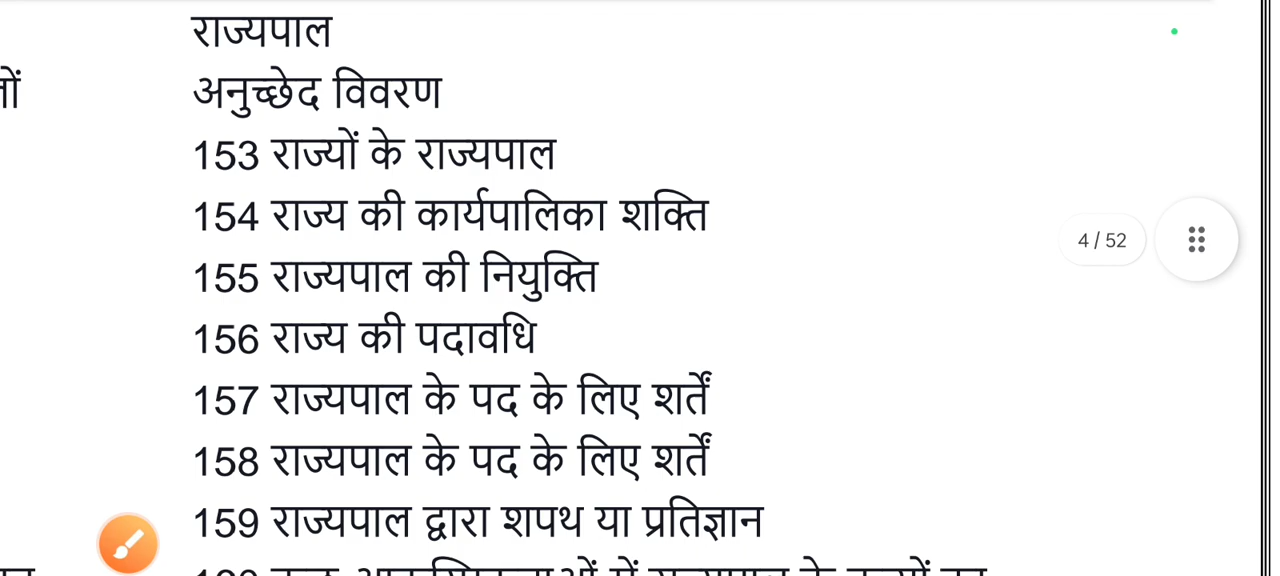 राज्यपाल
अनुच्छेद विवरण
153 राज्यों के राज्यपाल
154 राज्य की कार्यपालिका शक्ति
155 राज्यपाल की नियुक्ति
156 राज्य की पदावधि
157 राज्यपाल के पद के लिए शर्तें
158 राज्यपाल के पद के लिए शर्तें
159 राज्यपाल द्वारा शपथ या प्रतिज्ञान
4 / 52